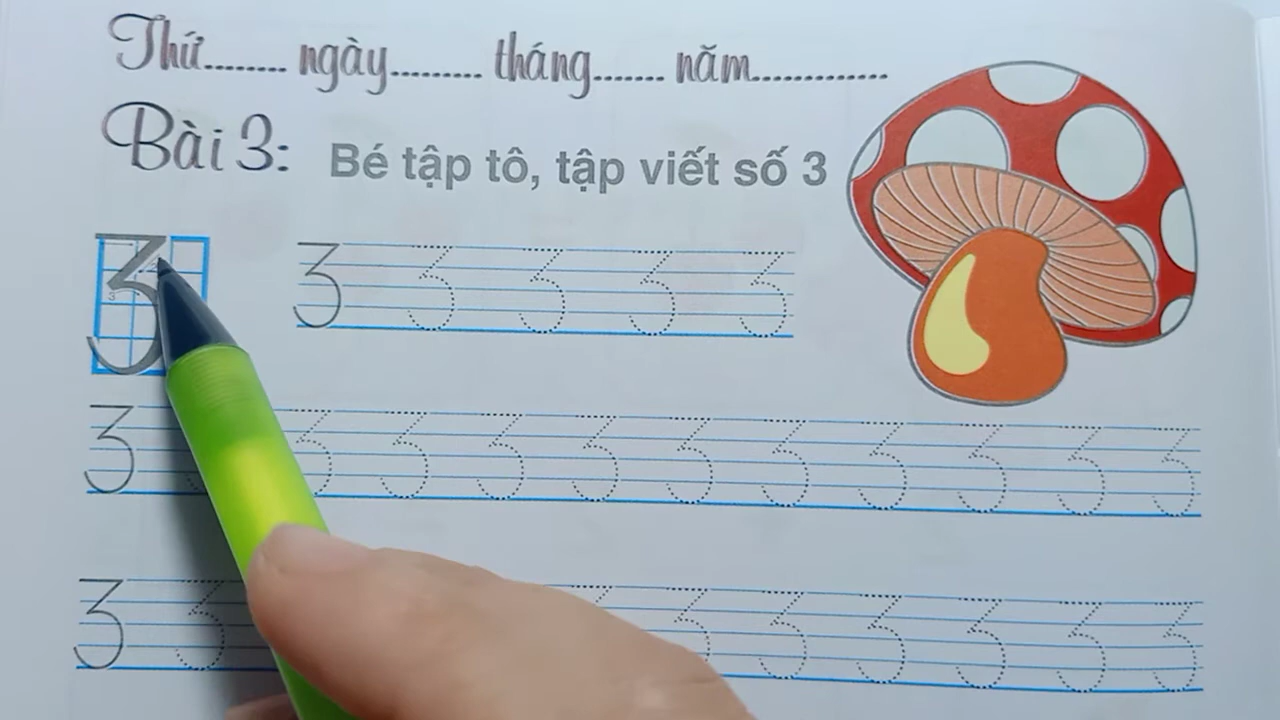 Thứ........ ngày......... tháng....... năm.............
Bài 3: Bé tập tô, tập viết số 3
3
3 3 3 3 3
3 3 3 3 3 3 3 3 3 3 3 3
3 3 3 3 3 3 3 3